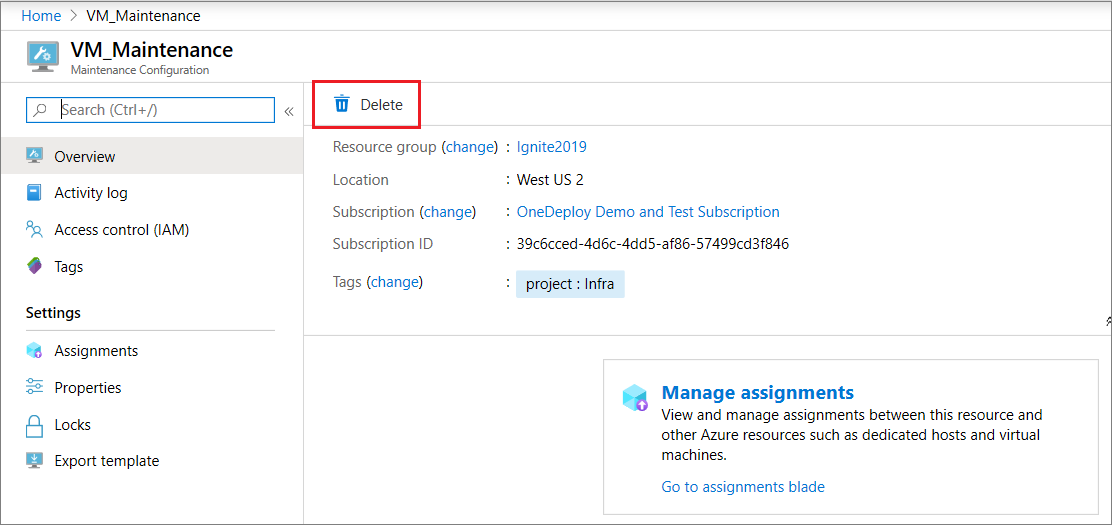 Home > VM_Maintenance
VM_Maintenance
Maintenance Configuration
Search (Ctrl+/)
«
Delete
Overview
Activity log
Access control (IAM)
Tags
Settings
Assignments
Properties
Locks
Export template
Resource group (change) : Ignite2019
Location : West US 2
Subscription (change) : OneDeploy Demo and Test Subscription
Subscription ID : 39c6cced-4d6c-4dd5-af86-57499cd3f846
Tags (change) : project : Infra
Manage assignments
View and manage assignments between this resource and
other Azure resources such as dedicated hosts and virtual
machines.
Go to assignments blade